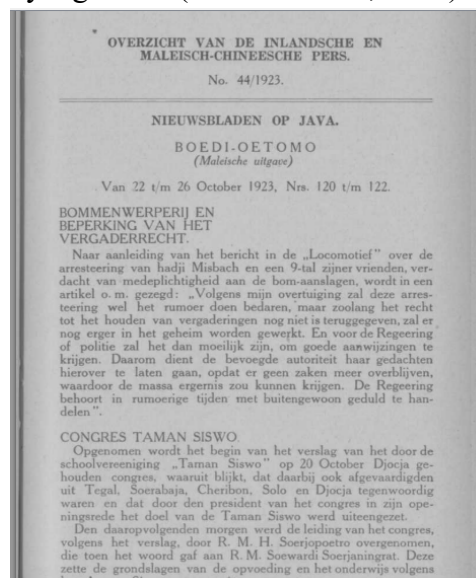 OVERZICHT VAN DE INLANDSCHE EN
MALEISCH-CHINEESCHE PERS.
No. 44/1923.
NIEUWSBLADEN OP JAVA.
BOEDI-OETOMO
(Maleische uitgave)
Van 22 t/m 26 October 1923, Nrs. 120 t/m 122.
BOMMENWERPERIJ EN
BEPERKING VAN HET
VERGADERRECHT.
Naar aanleiding van het bericht in de „Locomotief” over de
arresteering van hadji Misbach en een 9-tal zijner vrienden, ver-
dacht van medeplichtigheid aan de bom-aanslagen, wordt in een
artikel o. m. gezegd: „Volgens mijn overtuiging zal deze arres-
teering wel het rumoer doen bedaren, maar zoolang het recht
tot het houden van vergaderingen nog niet is teruggegeven, zal er
nog erger in het geheim worden gewerkt. En voor de Regeering
of politie zal het dan moeilijk zijn, om goede aanwijzingen te
krijgen. Daarom dient de bevoegde autoriteit haar gedachten
hierover te laten gaan, opdat er geen zaken meer overblijven,
waardoor de massa ergernis zou kunnen krijgen. De Regeering
behoort in rumoerige tijden met buitengewoon geduld te han-
delen”.
CONGRES TAMAN SISWO
Opgenomen wordt het begin van het verslag van het door de
schoolvereeniging „Taman Siswo” op 20 October Djocja ge-
houden congres, waaruit blijkt, dat daarbij ook afgevaardigden
uit Tegal, Soerabaja, Cheribon, Solo en Djocja tegenwoordig
waren en dat door den president van het congres in zijn ope-
ningsrede het doel van de Taman Siswo werd uiteengezet.
Den daaropvolgenden morgen werd de leiding van het congres,
volgens het verslag, door R. M. H. Soerjopoetro overgenomen,
die toen het woord gaf aan R. M. Soewardi Soerjaningrat. Deze
zette de grondslagen van de opvoeding en het onderwijs volgens